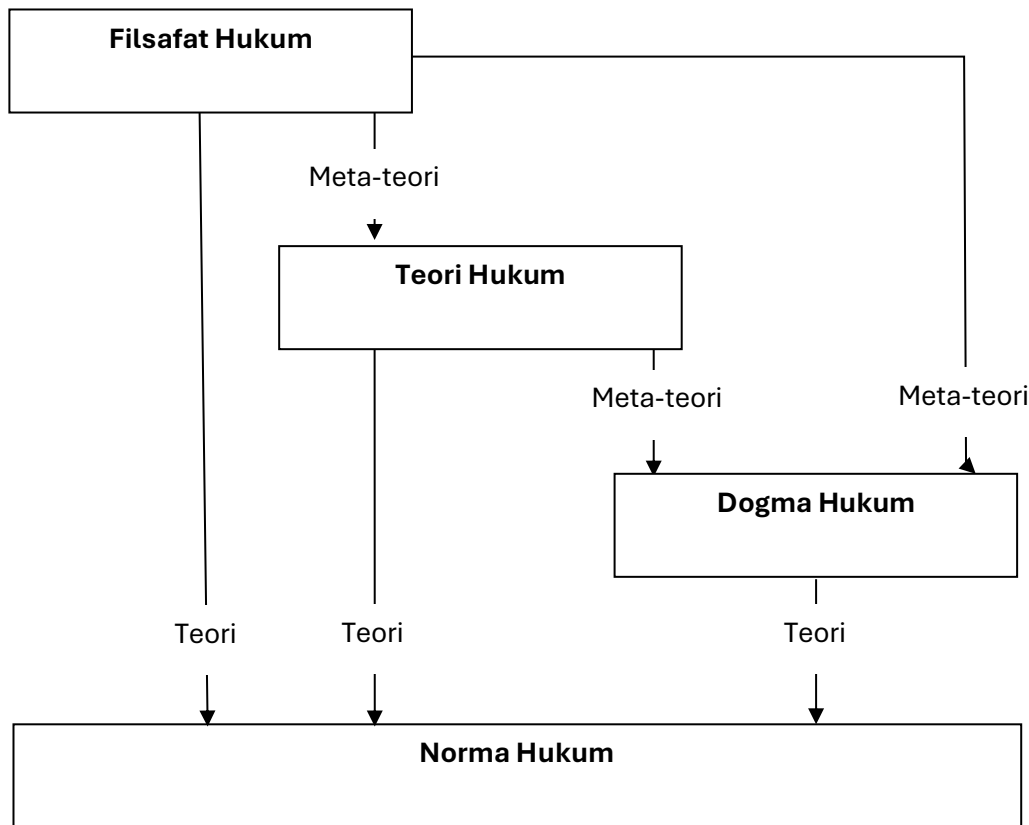 Filsafat Hukum
Meta-teori
Teori Hukum
Meta-teori
Meta-teori
Dogma Hukum
Teori
Teori
Teori
Norma Hukum